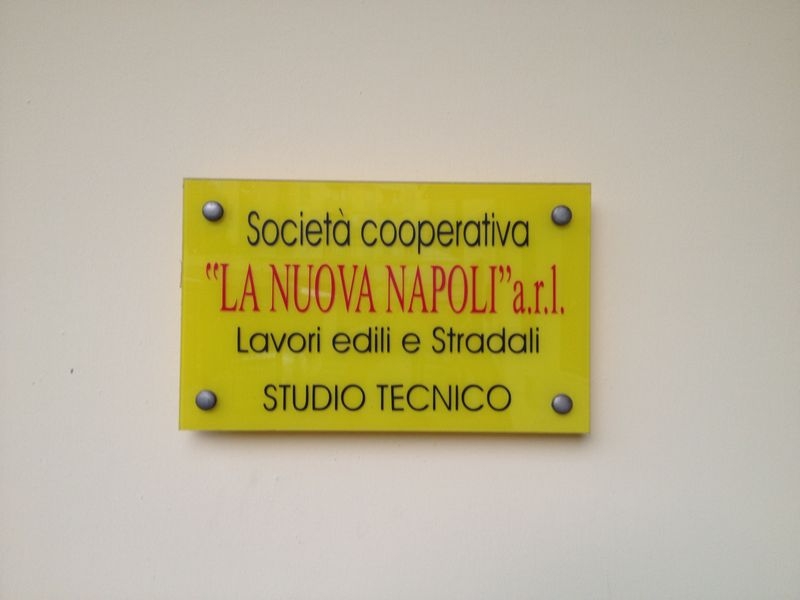 Società cooperativa
"LA NUOVA NAPOLI" a.r.l.
Lavori edili e Stradali
STUDIO TECNICO